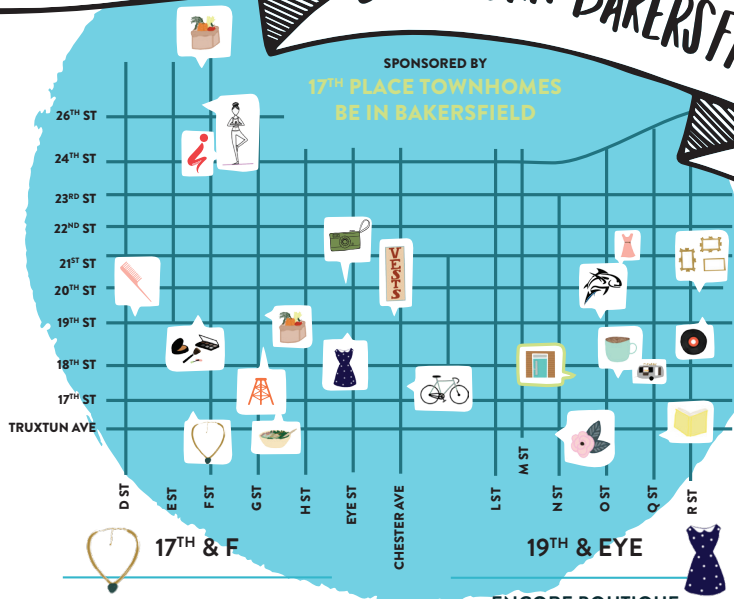 BAKERSFI
SPONSORED BY
17TH PLACE TOWNHOMES
BE IN BAKERSFIELD
26TH ST
24TH ST
23RD ST
22ND ST
21ST ST
20TH ST
19TH ST
18TH ST
17TH ST
TRUXTUN AVE
VESTS
D ST
E ST
F ST
G ST
H ST
EYE ST
CHESTER AVE
L ST
M ST
N ST
O ST
Q ST
R ST
17TH & F
19TH & EYE
ENCORE BOUTIQUE